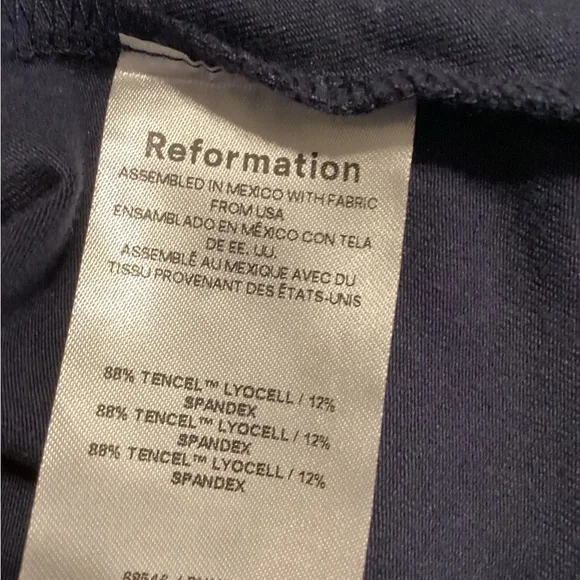 Reformation
ASSEMBLED IN MEXICO WITH FABRIC
FROM USA
ENSAMBLADO EN MÉXICO CON TELA
DE EE. UU.
ASSEMBLÉ AU MEXIQUE AVEC DU
TISSU PROVENANT DES ÉTATS-UNIS
88% TENCEL™ LYOCELL / 12%
SPANDEX
88% TENCEL™ LYOCELL / 12%
SPANDEX
88% TENCEL™ LYOCELL / 12%
SPANDEX